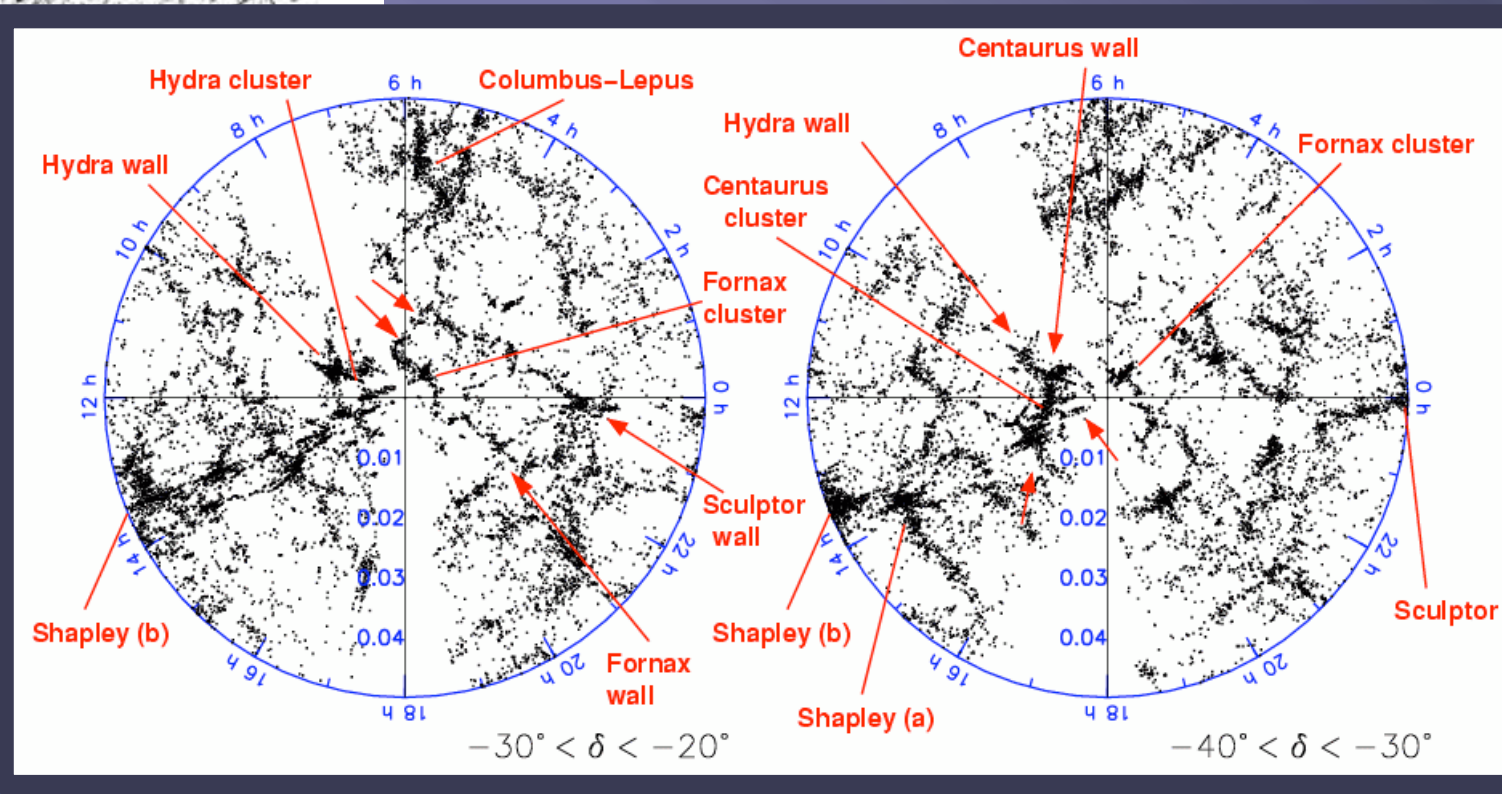 Hydra cluster
Columbus–Lepus
Hydra wall
Fornax
cluster
Sculptor
wall
Fornax
wall
Shapley (b)
6 h
4 h
2 h
0 h
22 h
20 h
18 h
16 h
14 h
12 h
10 h
8 h
0.01
0.02
0.03
0.04
−30° < δ < −20°
Centaurus wall
Hydra wall
Centaurus
cluster
Fornax cluster
Sculptor
Shapley (b)
Shapley (a)
6 h
4 h
2 h
0 h
22 h
20 h
18 h
16 h
14 h
12 h
10 h
8 h
0.01
0.02
0.03
0.04
−40° < δ < −30°